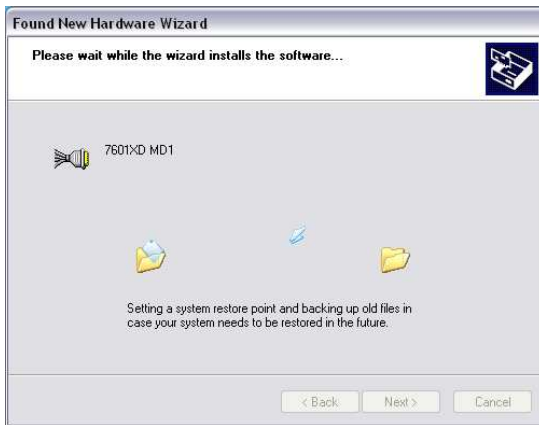 Found New Hardware Wizard
Please wait while the wizard installs the software...
7601XD MD1
Setting a system restore point and backing up old files in
case your system needs to be restored in the future.
< Back Next > Cancel